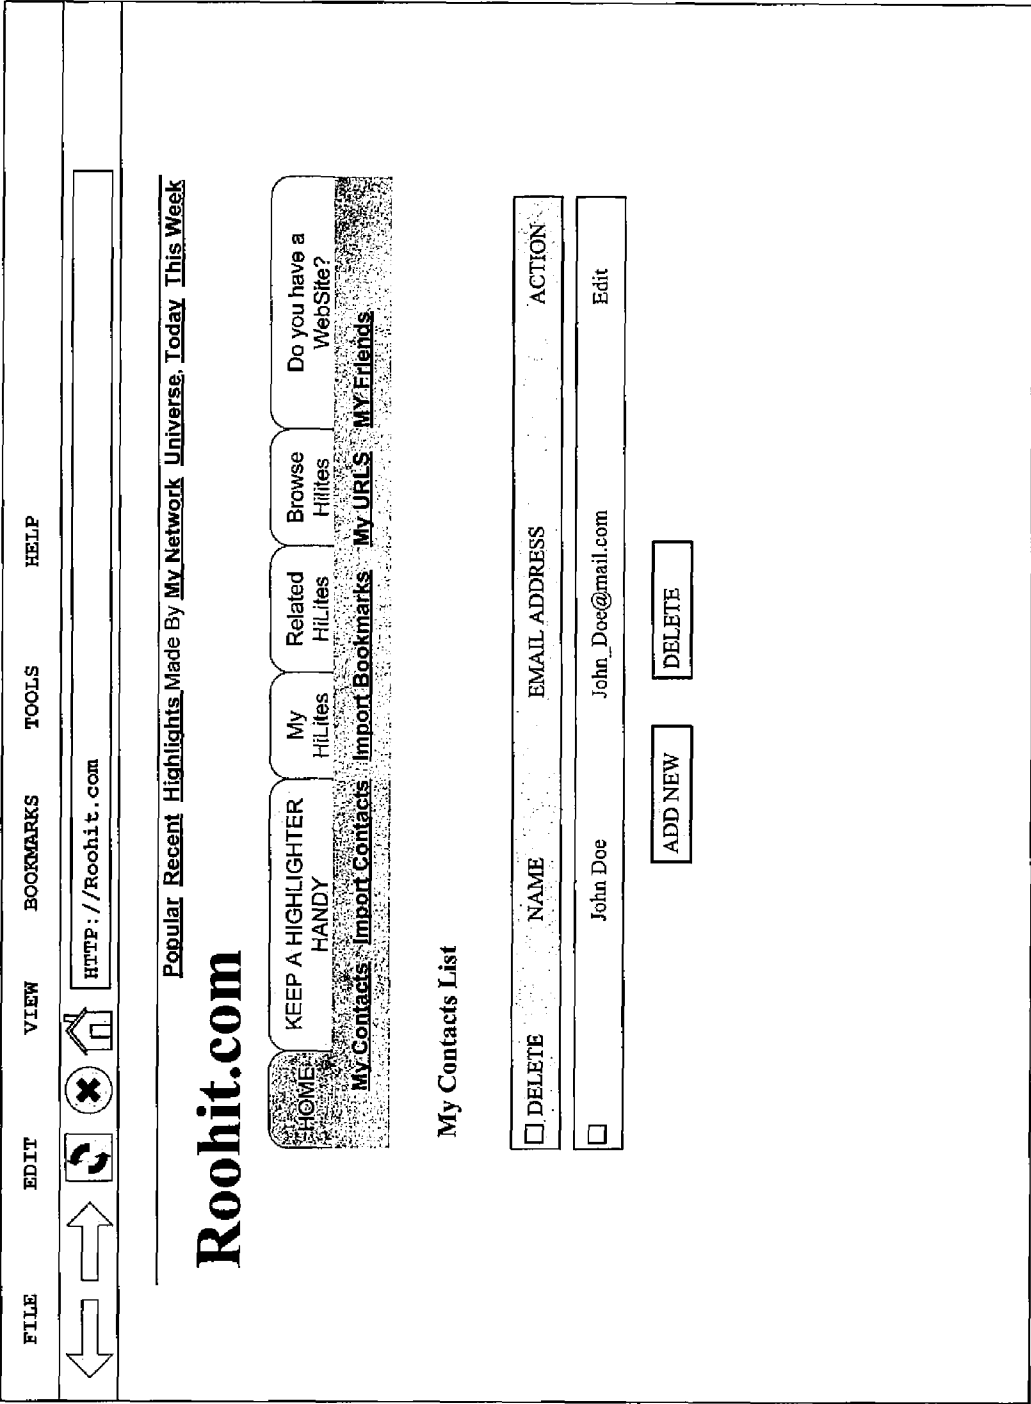 FILE EDIT VIEW BOOKMARKS TOOLS HELP
HTTP://Roohit.com
Popular Recent Highlights Made By My Network Universe, Today This Week
Roohit.com
HOME
KEEP A HIGHLIGHTER
HANDY
My
HiLites
Related
HiLites
Browse
Hilites
Do you have a
WebSite?
My Contacts Import Contacts Import Bookmarks My URLS MY Friends
My Contacts List
DELETE NAME EMAIL ADDRESS ACTION
John Doe John_Doe@mail.com Edit
ADD NEW DELETE